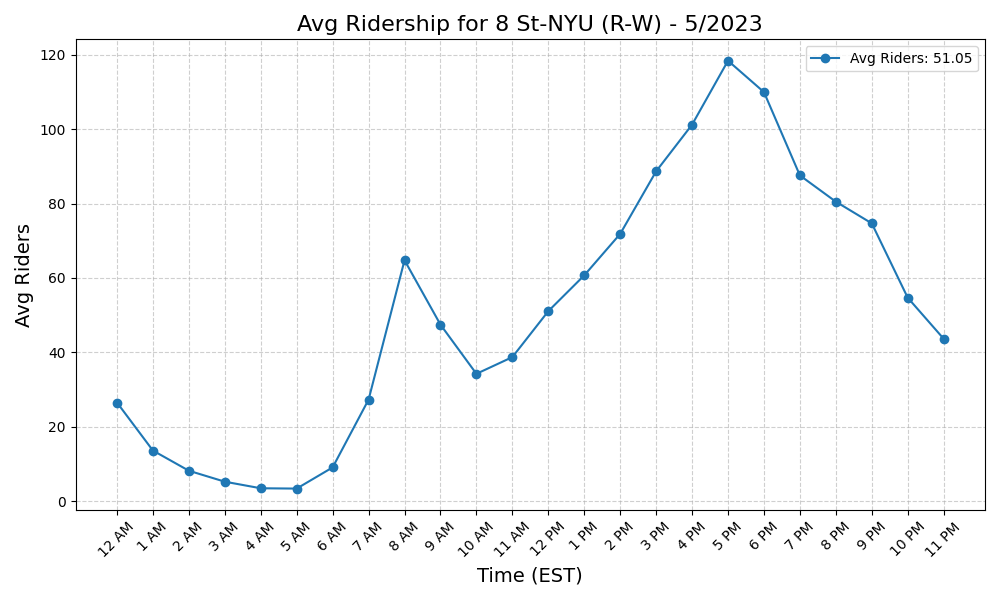 Avg Ridership for 8 St-NYU (R-W) - 5/2023
Avg Riders: 51.05
Avg Riders
120
100
80
60
40
20
0
12 AM
1 AM
2 AM
3 AM
4 AM
5 AM
6 AM
7 AM
8 AM
9 AM
10 AM
11 AM
12 PM
1 PM
2 PM
3 PM
4 PM
5 PM
6 PM
7 PM
8 PM
9 PM
10 PM
11 PM
Time (EST)